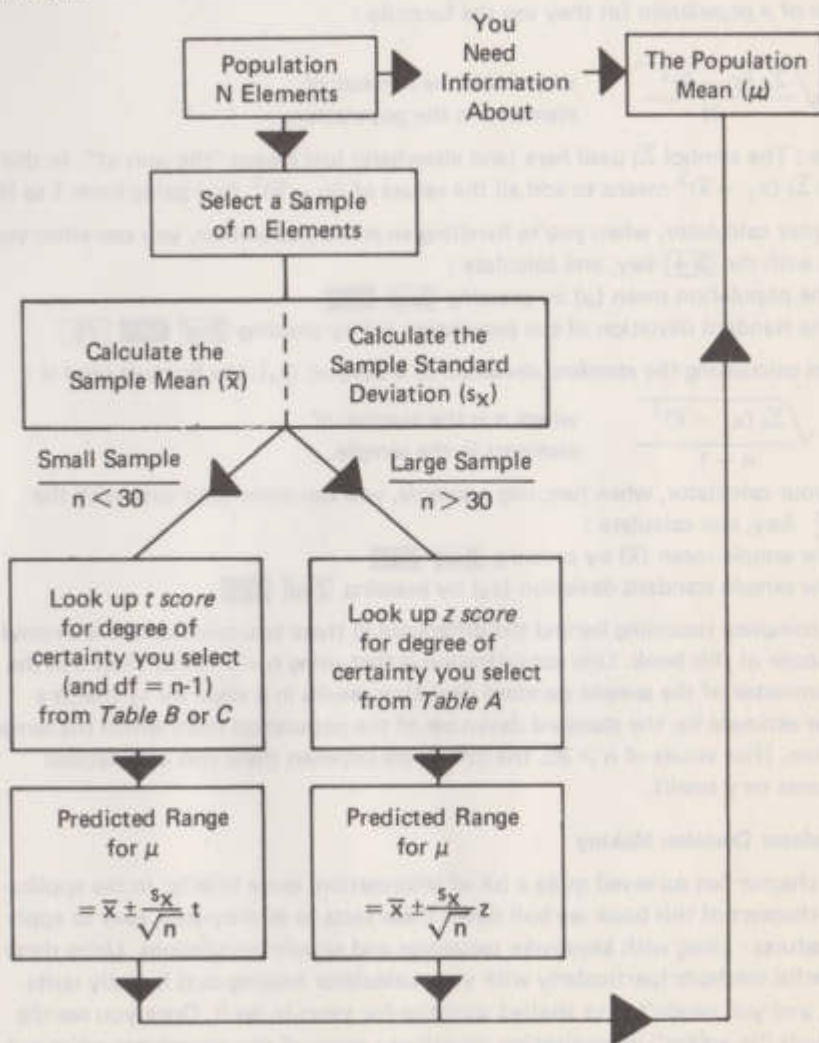 Population
N Elements
You
Need
Information
About
The Population
Mean (μ)
Select a Sample
of n Elements
Calculate the
Sample Mean (x̄)
Calculate the
Sample Standard
Deviation (sx)
Small Sample
n < 30
Large Sample
n > 30
Look up t score
for degree of
certainty you select
(and df = n-1)
from Table B or C
Look up z score
for degree of
certainty you select
from Table A
Predicted Range
for μ
= x̄ ± sx/√n t
Predicted Range
for μ
= x̄ ± sx/√n z